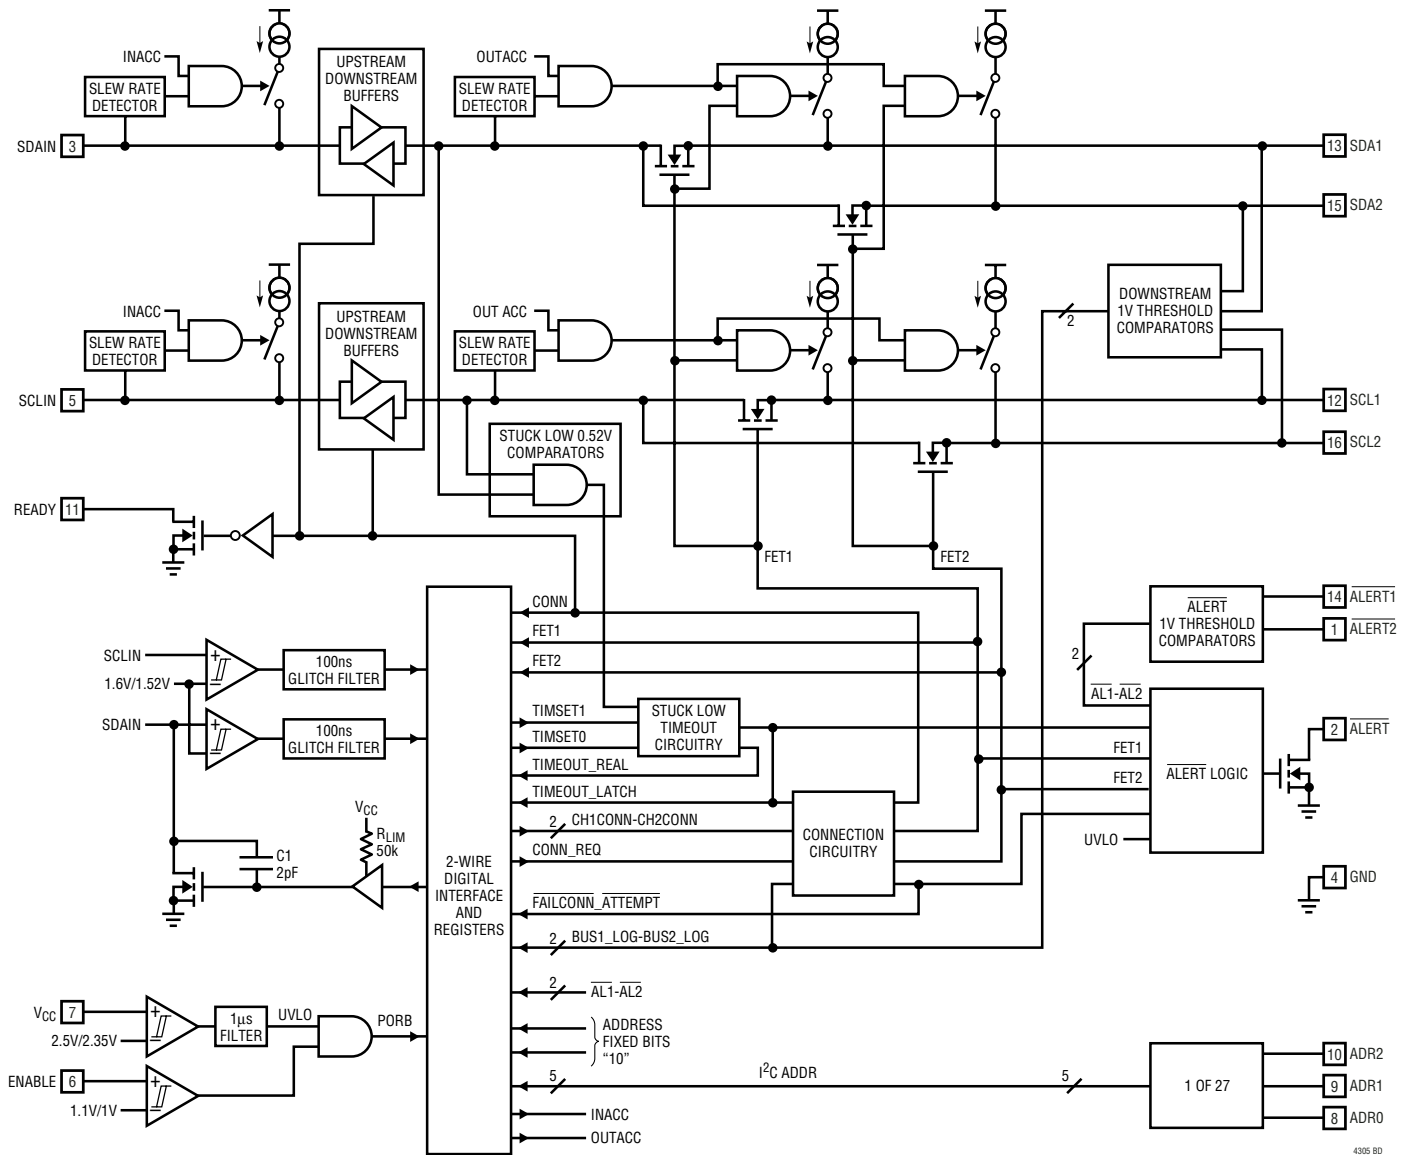 INACC
SLEW RATE
DETECTOR
UPSTREAM
DOWNSTREAM
BUFFERS
OUTACC
SLEW RATE
DETECTOR
SDAIN 3
13 SDA1
15 SDA2
INACC
SLEW RATE
DETECTOR
UPSTREAM
DOWNSTREAM
BUFFERS
OUT ACC
SLEW RATE
DETECTOR
2
DOWNSTREAM
1V THRESHOLD
COMPARATORS
SCLIN 5
12 SCL1
STUCK LOW 0.52V
COMPARATORS
16 SCL2
READY 11
FET1
FET2
CONN
FET1
FET2
ALERT
1V THRESHOLD
COMPARATORS
14 ALERT1
1 ALERT2
2
AL1-AL2
SCLIN
1.6V/1.52V
100ns
GLITCH FILTER
SDAIN
100ns
GLITCH FILTER
TIMSET1
TIMSET0
STUCK LOW
TIMEOUT
CIRCUITRY
TIMEOUT_REAL
TIMEOUT_LATCH
2 CH1CONN-CH2CONN
CONN_REQ
CONNECTION
CIRCUITRY
FET1
FET2
UVLO
ALERT LOGIC
2 ALERT
4 GND
VCC
RLIM
50k
C1
2pF
2-WIRE
DIGITAL
INTERFACE
AND
REGISTERS
FAILCONN_ATTEMPT
2 BUS1_LOG-BUS2_LOG
2 AL1-AL2
ADDRESS
FIXED BITS
“10”
VCC 7
2.5V/2.35V
1μs
FILTER
UVLO
PORB
ENABLE 6
1.1V/1V
5
I2C ADDR
5
1 OF 27
10 ADR2
9 ADR1
8 ADR0
INACC
OUTACC
4305 BD